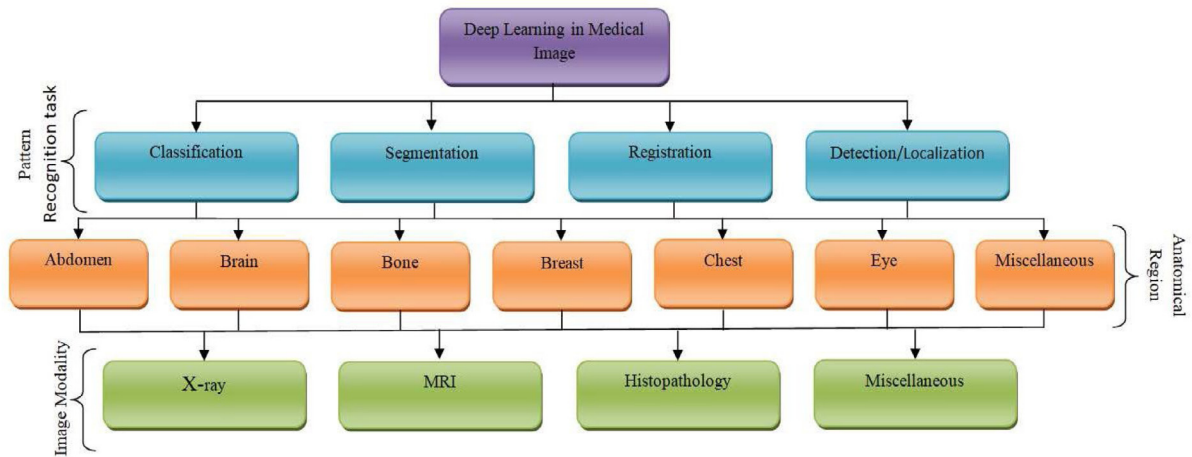 Deep Learning in Medical
Image
Pattern
Recognition task
Classification
Segmentation
Registration
Detection/Localization
Abdomen
Brain
Bone
Breast
Chest
Eye
Miscellaneous
Anatomical
Region
Image Modality
X-ray
MRI
Histopathology
Miscellaneous